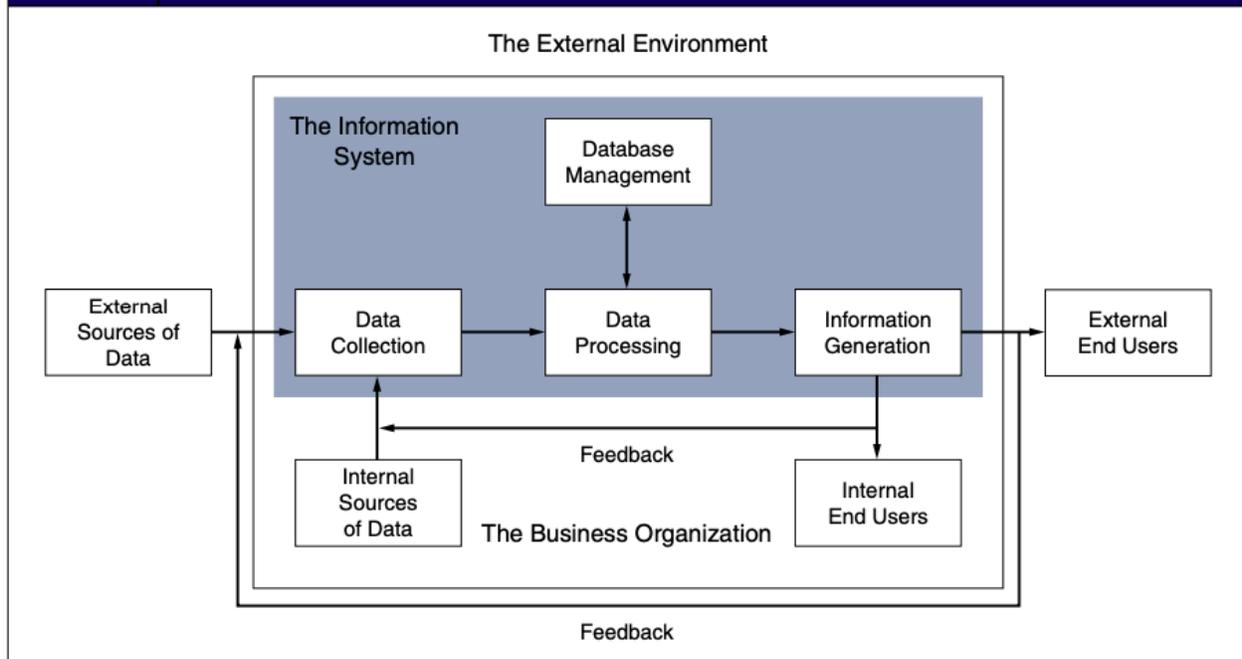 The External Environment
The Information
System
Database
Management
External
Sources of
Data
Data
Collection
Data
Processing
Information
Generation
External
End Users
Feedback
Internal
Sources
of Data
Internal
End Users
The Business Organization
Feedback